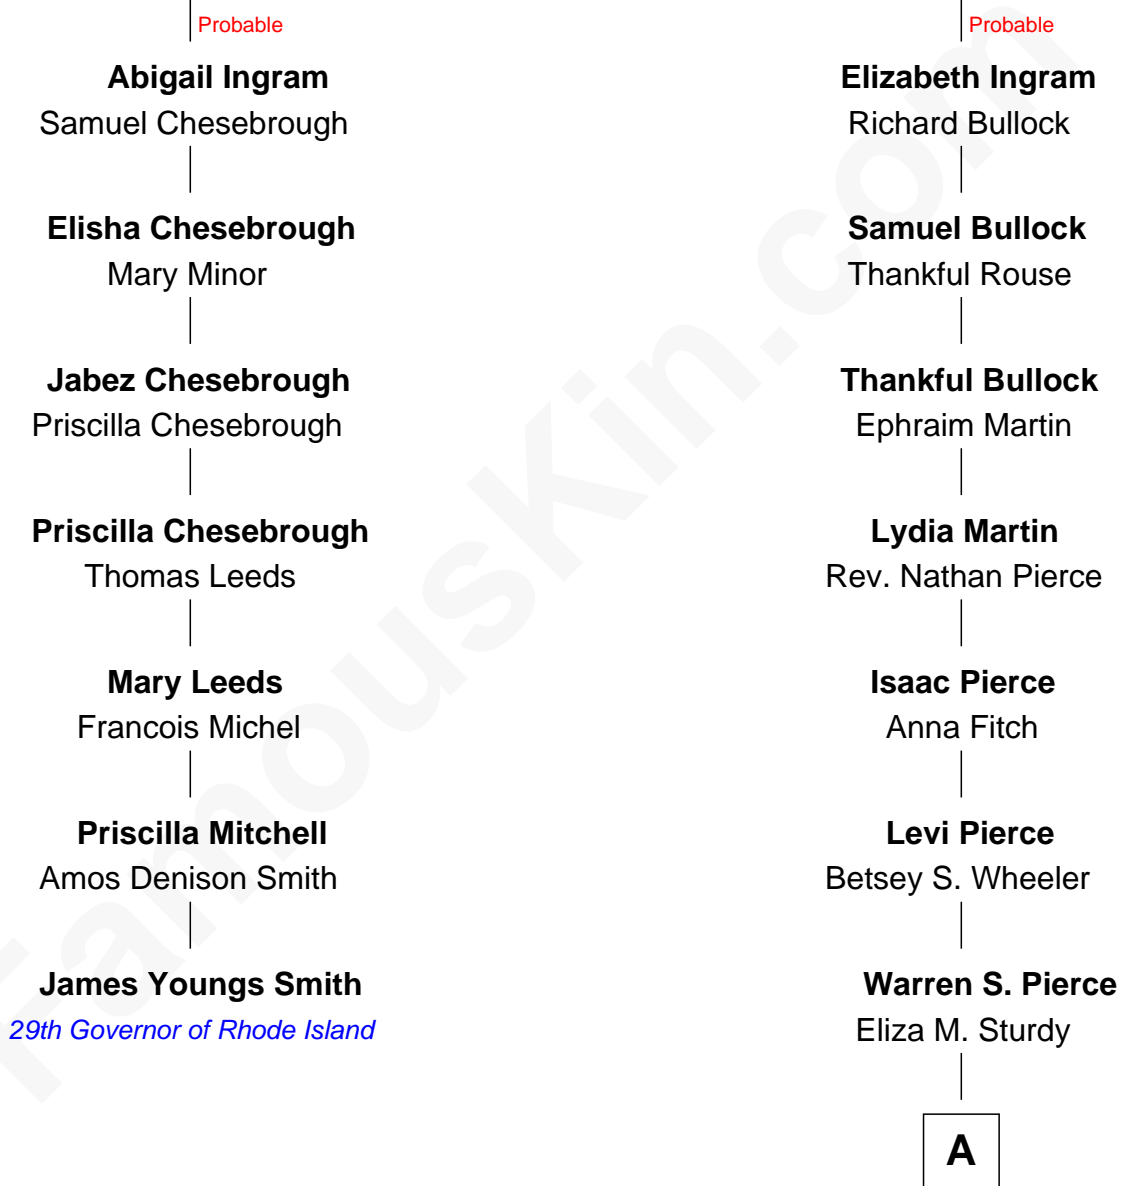 Probable
Abigail Ingram
Samuel Chesebrough
Elisha Chesebrough
Mary Minor
Jabez Chesebrough
Priscilla Chesebrough
Priscilla Chesebrough
Thomas Leeds
Mary Leeds
Francois Michel
Priscilla Mitchell
Amos Denison Smith
James Youngs Smith
29th Governor of Rhode Island
Probable
Elizabeth Ingram
Richard Bullock
Samuel Bullock
Thankful Rouse
Thankful Bullock
Ephraim Martin
Lydia Martin
Rev. Nathan Pierce
Isaac Pierce
Anna Fitch
Levi Pierce
Betsey S. Wheeler
Warren S. Pierce
Eliza M. Sturdy
A
FamousKin.com